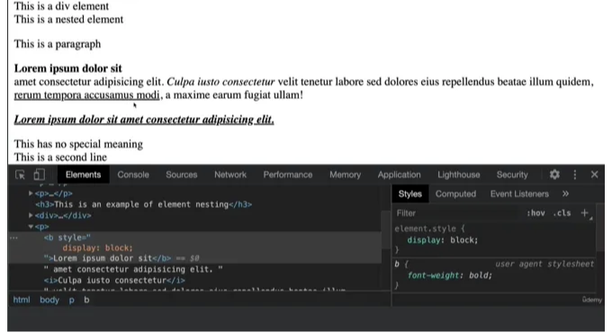 This is a div element
This is a nested element
This is a paragraph
Lorem ipsum dolor sit
amet consectetur adipisicing elit. Culpa iusto consectetur velit tenetur labore sed dolores eius repellendus beatae illum quidem,
rerum tempora accusamus modi, a maxime earum fugiat ullam!
Lorem ipsum dolor sit amet consectetur adipisicing elit.
This has no special meaning
This is a second line
Elements Console Sources Network Performance Memory Application Lighthouse Security
<p>…</p>
<h3>This is an example of element nesting</h3>
<div>…</div>
<p>
<b style="
display: block;
">Lorem ipsum dolor sit</b> == $0
" amet consectetur adipisicing elit. "
<i>Culpa iusto consectetur</i>
html body p b
Styles Computed Event Listeners »
Filter :hov .cls +
element.style {
display: block;
}
b { user agent stylesheet
font-weight: bold;
}
ûdemy